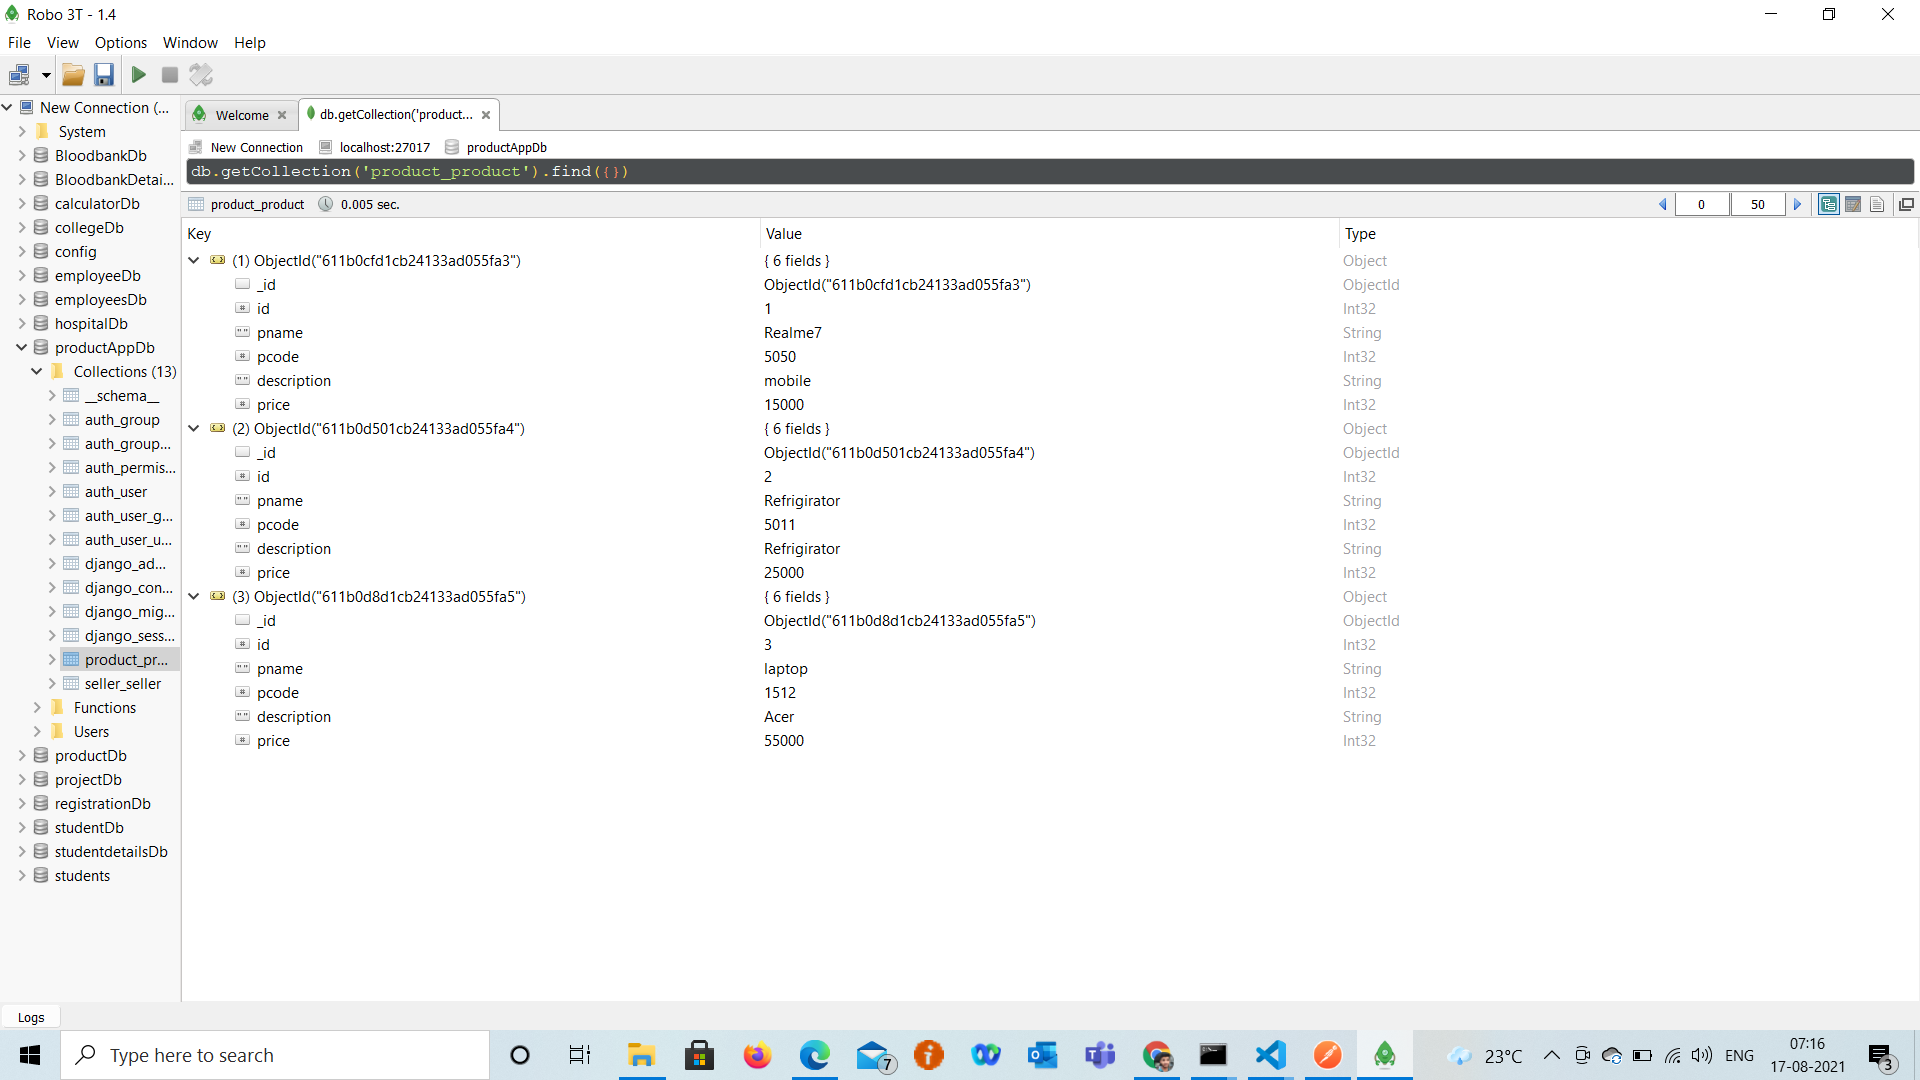 Robo 3T - 1.4
File View Options Window Help
New Connection (...
System
BloodbankDb
BloodbankDetai...
calculatorDb
collegeDb
config
employeeDb
employeesDb
hospitalDb
productAppDb
Collections (13)
__schema__
auth_group
auth_group...
auth_permis...
auth_user
auth_user_g...
auth_user_u...
django_ad...
django_con...
django_mig...
django_sess...
product_pr...
seller_seller
Functions
Users
productDb
projectDb
registrationDb
studentDb
studentdetailsDb
students
Welcome
db.getCollection('product...
New Connection localhost:27017 productAppDb
db.getCollection('product_product').find({})
product_product 0.005 sec. 0 50
Key Value Type
(1) ObjectId("611b0cfd1cb24133ad055fa3") { 6 fields } Object
_id ObjectId("611b0cfd1cb24133ad055fa3") ObjectId
id 1 Int32
pname Realme7 String
pcode 5050 Int32
description mobile String
price 15000 Int32
(2) ObjectId("611b0d501cb24133ad055fa4") { 6 fields } Object
_id ObjectId("611b0d501cb24133ad055fa4") ObjectId
id 2 Int32
pname Refrigirator String
pcode 5011 Int32
description Refrigirator String
price 25000 Int32
(3) ObjectId("611b0d8d1cb24133ad055fa5") { 6 fields } Object
_id ObjectId("611b0d8d1cb24133ad055fa5") ObjectId
id 3 Int32
pname laptop String
pcode 1512 Int32
description Acer String
price 55000 Int32
Logs
Type here to search
7
23°C
ENG
07:16
17-08-2021
3